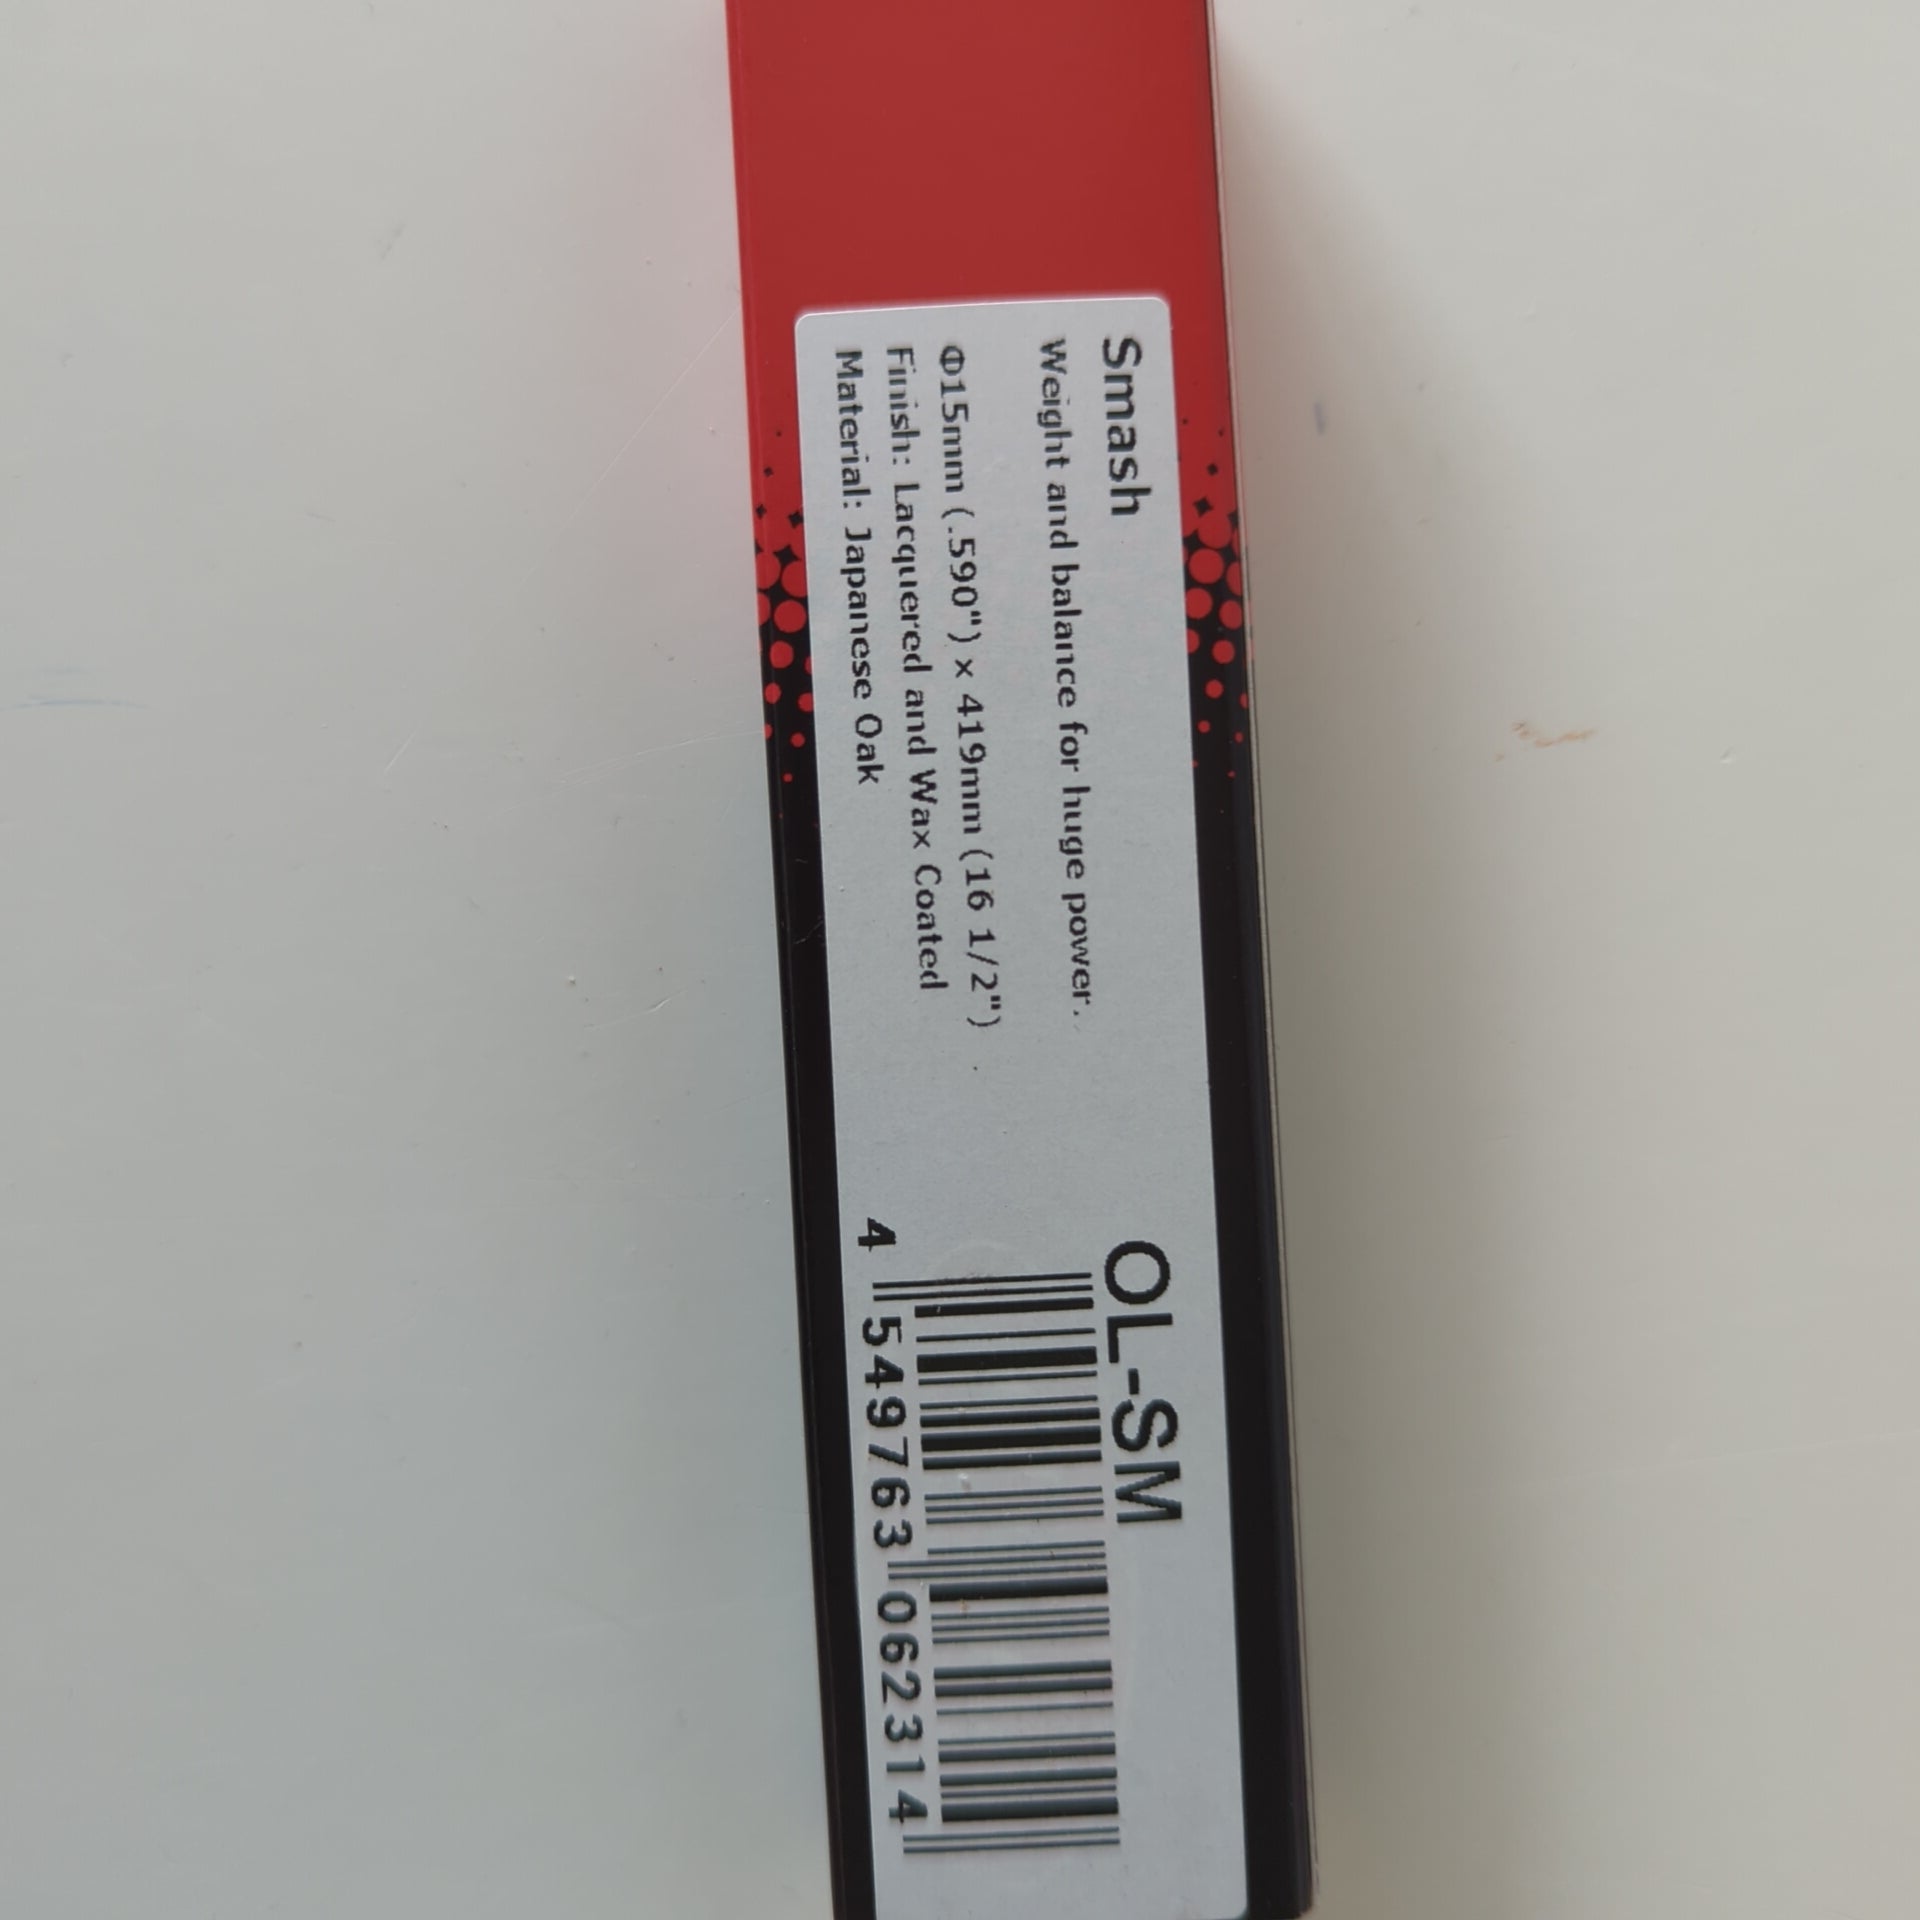 Smash
Weight and balance for huge power.
Φ15mm (.590") x 419mm (16 1/2")
Finish: Lacquered and Wax Coated
Material: Japanese Oak
OL-SM
4 549763 062314